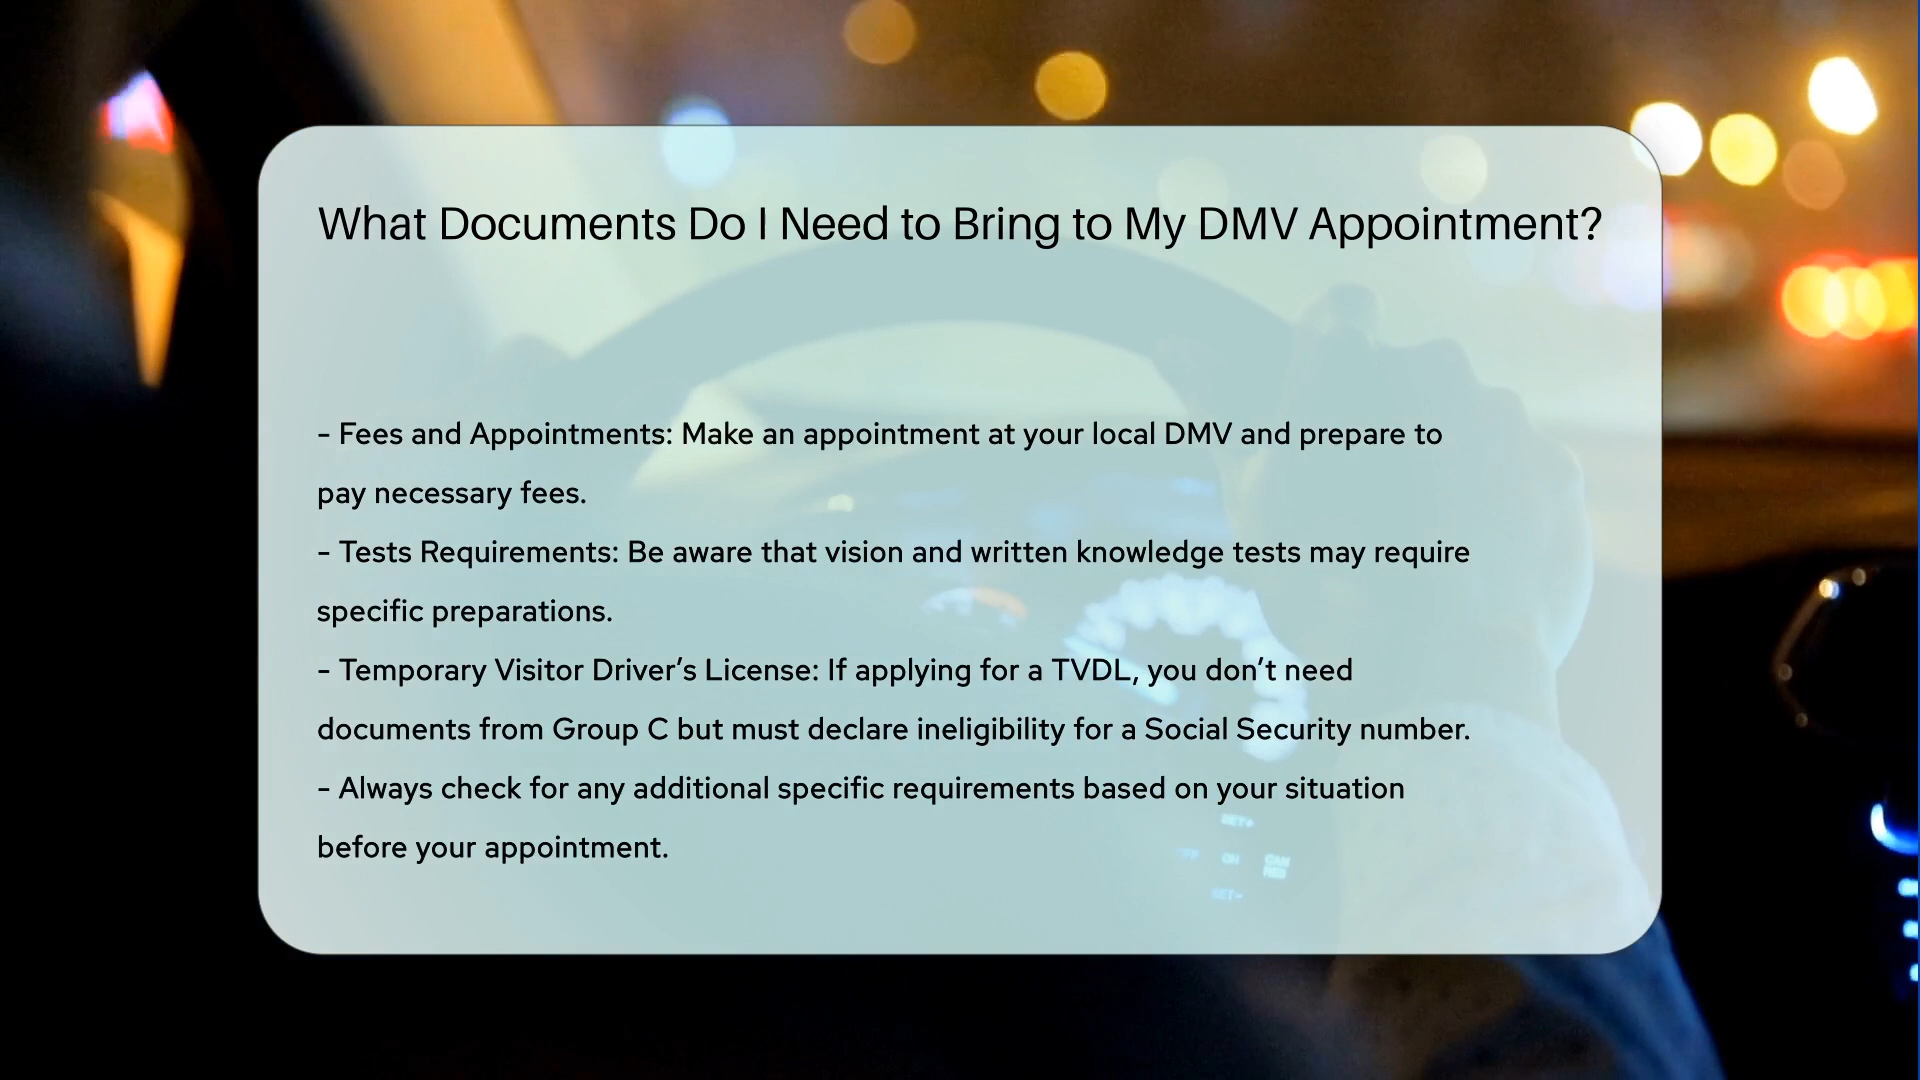 What Documents Do I Need to Bring to My DMV Appointment?
– Fees and Appointments: Make an appointment at your local DMV and prepare to
pay necessary fees.
– Tests Requirements: Be aware that vision and written knowledge tests may require
specific preparations.
– Temporary Visitor Driver’s License: If applying for a TVDL, you don’t need
documents from Group C but must declare ineligibility for a Social Security number.
– Always check for any additional specific requirements based on your situation
before your appointment.
SET+
ON
CAN
SET-